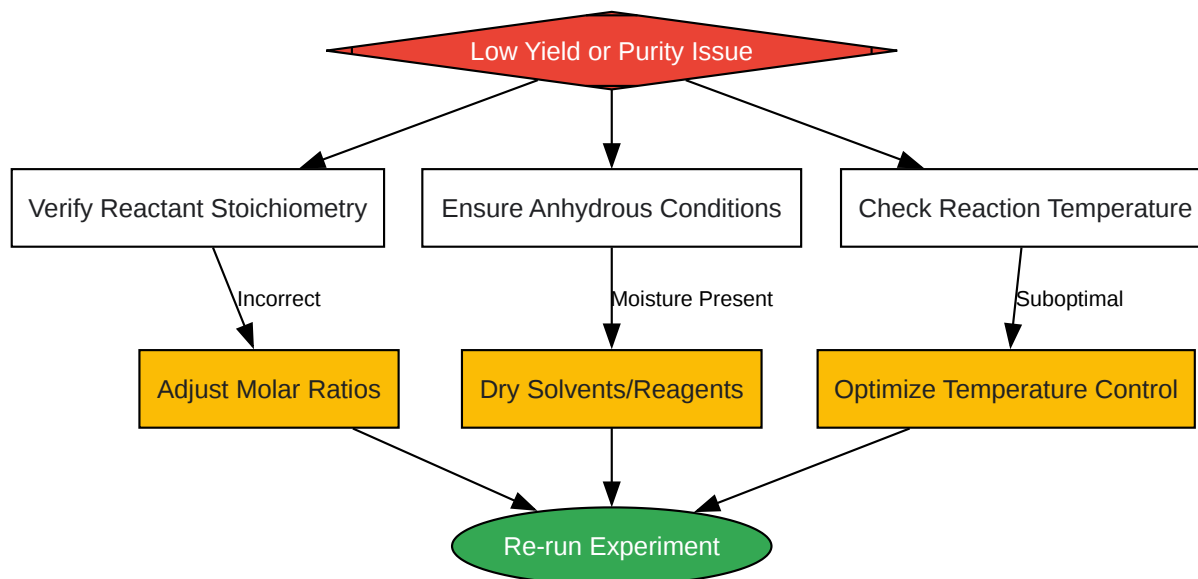 Low Yield or Purity Issue
Verify Reactant Stoichiometry
Ensure Anhydrous Conditions
Check Reaction Temperature
Incorrect
Moisture Present
Suboptimal
Adjust Molar Ratios
Dry Solvents/Reagents
Optimize Temperature Control
Re-run Experiment